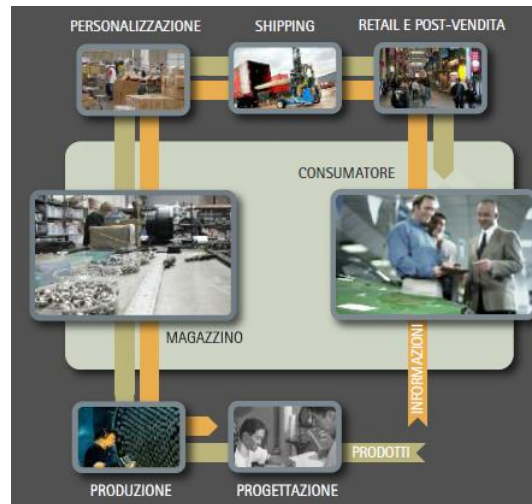 PERSONALIZZAZIONE
SHIPPING
RETAIL E POST-VENDITA
CONSUMATORE
MAGAZZINO
INFORMAZIONI
PRODOTTI
PRODUZIONE
PROGETTAZIONE